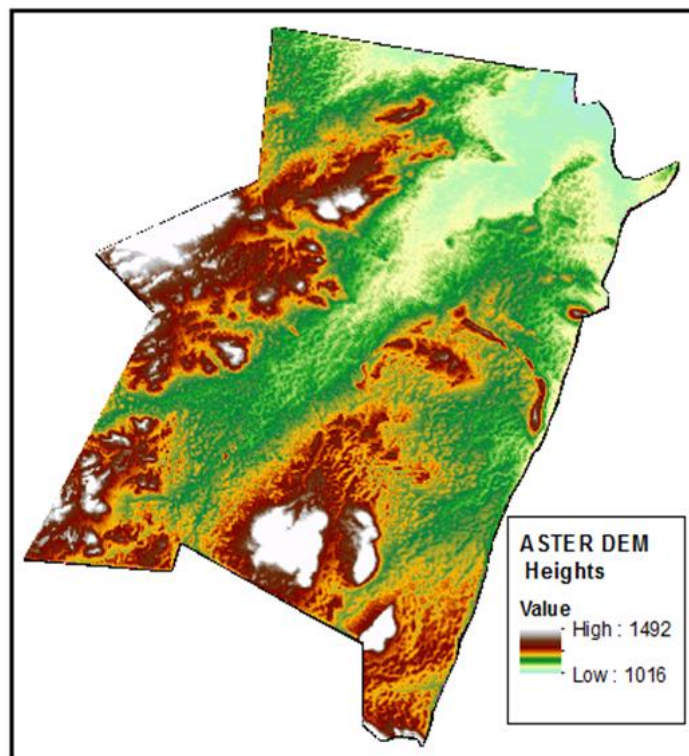 ASTER DEM
Heights
Value
High : 1492
Low : 1016